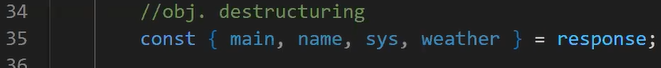 34 //obj. destructuring
35 const { main, name, sys, weather } = response;
36